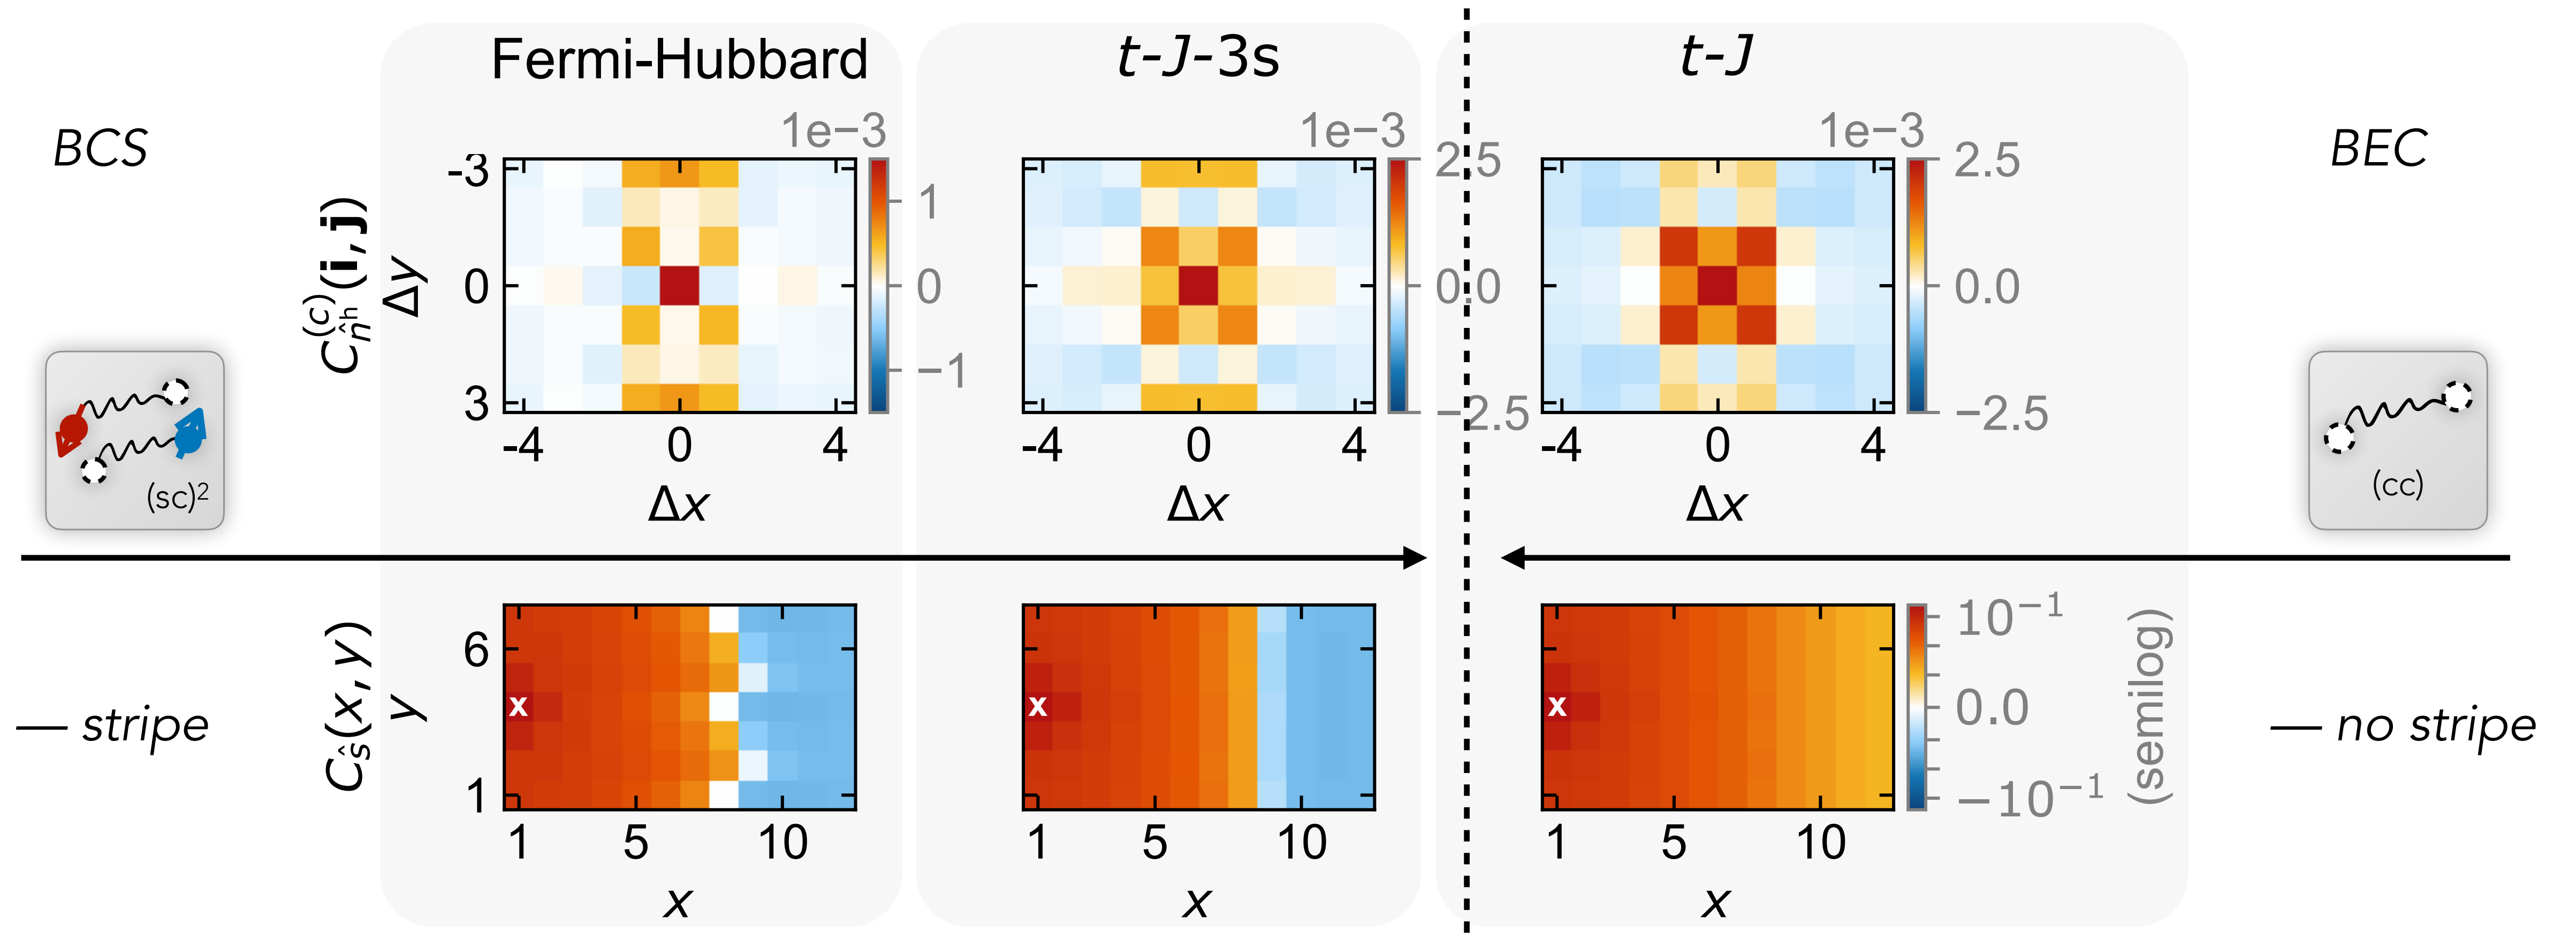 Fermi-Hubbard
t-J-3s
t-J
BCS
BEC
1e−3
1e−3
1e−3
C^{(c)}_{n̂^h}(i, j)
Δy
-3
0
3
-4
0
4
Δx
1
0
−1
-4
0
4
Δx
2.5
0.0
−2.5
-4
0
4
Δx
2.5
0.0
−2.5
(sc)²
(cc)
— stripe
— no stripe
C_ŝ(x, y)
y
6
1
x
1
5
10
x
x
1
5
10
x
x
1
5
10
x
10⁻¹
0.0
−10⁻¹
(semilog)